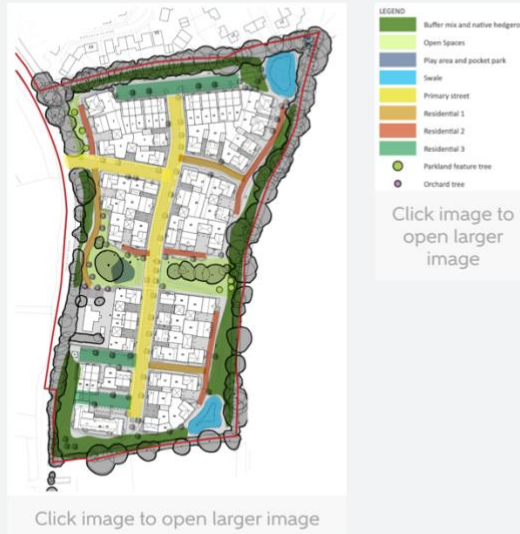 LEGEND
Buffer mix and native hedgero
Open Spaces
Play area and pocket park
Swale
Primary street
Residential 1
Residential 2
Residential 3
Parkland feature tree
Orchard tree
Click image to
open larger
image
Click image to open larger image